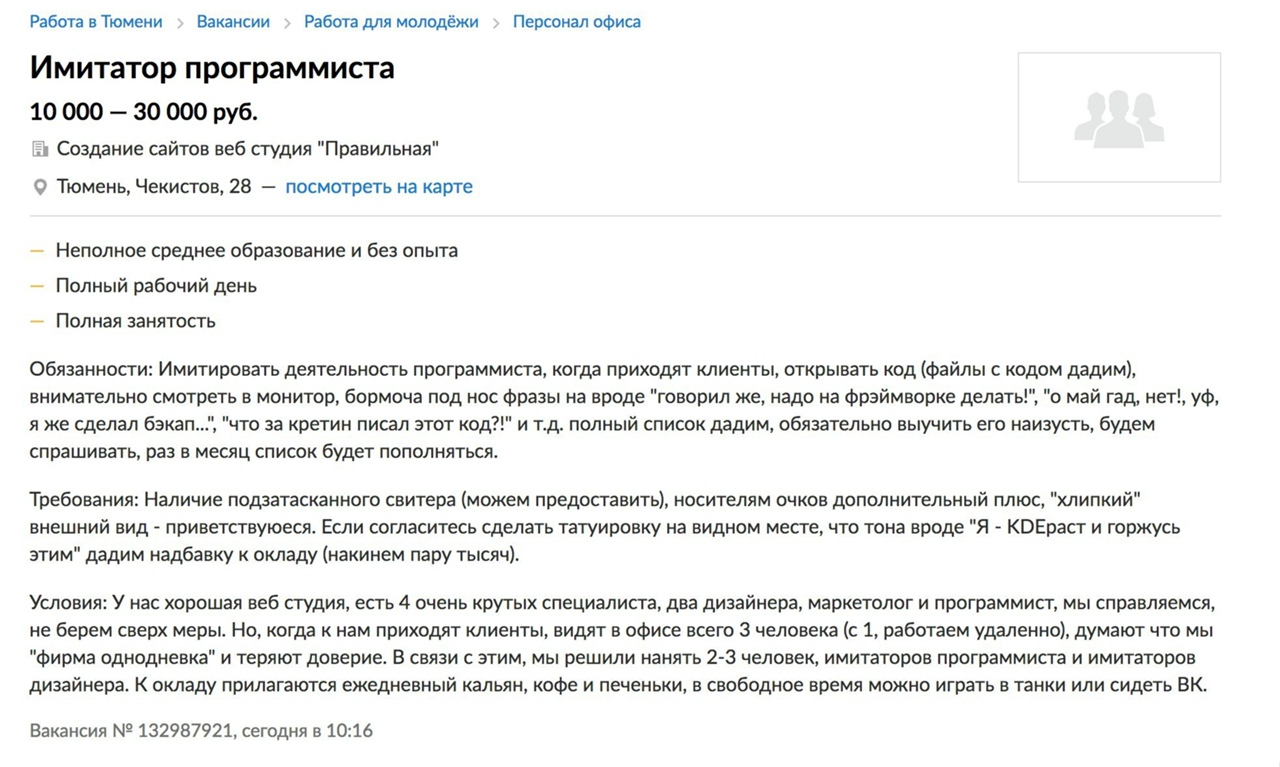 Работа в Тюмени > Вакансии > Работа для молодёжи > Персонал офиса
Имитатор программиста
10 000 — 30 000 руб.
Создание сайтов веб студия "Правильная"
Тюмень, Чекистов, 28 — посмотреть на карте
— Неполное среднее образование и без опыта
— Полный рабочий день
— Полная занятость
Обязанности: Имитировать деятельность программиста, когда приходят клиенты, открывать код (файлы с кодом дадим),
внимательно смотреть в монитор, бормоча под нос фразы на вроде "говорил же, надо на фрэймворке делать!", "о май гад, нет!, уф,
я же сделал бэкап...", "что за кретин писал этот код?!" и т.д. полный список дадим, обязательно выучить его наизусть, будем
спрашивать, раз в месяц список будет пополняться.
Требования: Наличие подзатасканного свитера (можем предоставить), носителям очков дополнительный плюс, "хлипкий"
внешний вид - приветствуюеся. Если согласитесь сделать татуировку на видном месте, что тона вроде "Я - KDEраст и горжусь
этим" дадим надбавку к окладу (накинем пару тысяч).
Условия: У нас хорошая веб студия, есть 4 очень крутых специалиста, два дизайнера, маркетолог и программист, мы справляемся,
не берем сверх меры. Но, когда к нам приходят клиенты, видят в офисе всего 3 человека (с 1, работаем удаленно), думают что мы
"фирма однодневка" и теряют доверие. В связи с этим, мы решили нанять 2-3 человек, имитаторов программиста и имитаторов
дизайнера. К окладу прилагаются ежедневный кальян, кофе и печеньки, в свободное время можно играть в танки или сидеть ВК.
Вакансия № 132987921, сегодня в 10:16